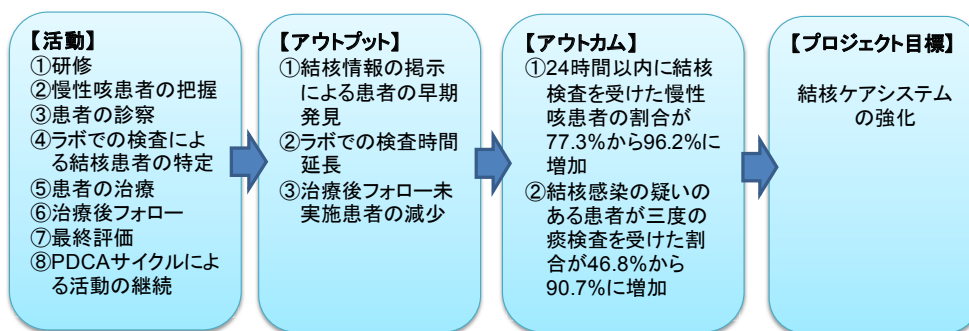 【活動】
①研修
②慢性咳患者の把握
③患者の診察
④ラボでの検査によ
る結核患者の特定
⑤患者の治療
⑥治療後フォロー
⑦最終評価
⑧PDCAサイクルによ
る活動の継続
【アウトプット】
①結核情報の掲示
による患者の早期
発見
②ラボでの検査時間
延長
③治療後フォロー未
実施患者の減少
【アウトカム】
①24時間以内に結核
検査を受けた慢性
咳患者の割合が
77.3%から96.2%に
増加
②結核感染の疑いの
ある患者が三度の
痰検査を受けた割
合が46.8%から
90.7%に増加
【プロジェクト目標】
結核ケアシステム
の強化